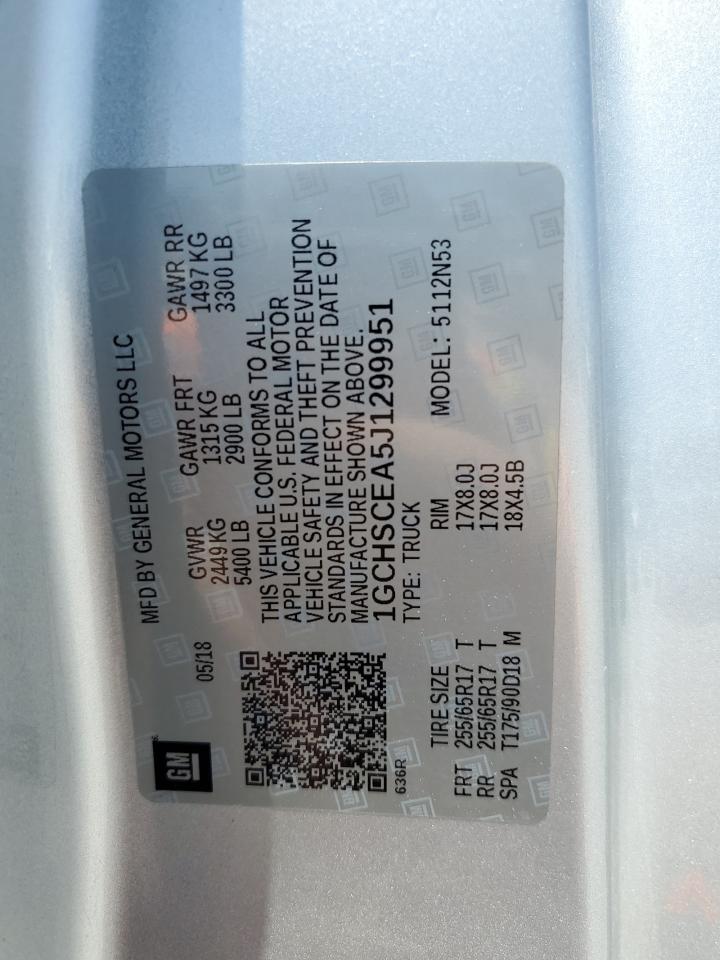 GM
05/18
MFD BY GENERAL MOTORS LLC
GVWR GAWR FRT GAWR RR
2449 KG 1315 KG 1497 KG
5400 LB 2900 LB 3300 LB
THIS VEHICLE CONFORMS TO ALL
APPLICABLE U.S. FEDERAL MOTOR
VEHICLE SAFETY AND THEFT PREVENTION
STANDARDS IN EFFECT ON THE DATE OF
MANUFACTURE SHOWN ABOVE.
1GCHSCEA5J1299951
636R TYPE: TRUCK
TIRE SIZE RIM MODEL: 5112N53
FRT 255/65R17 T 17X8.0J
RR 255/65R17 T 17X8.0J
SPA T175/90D18 M 18X4.5B